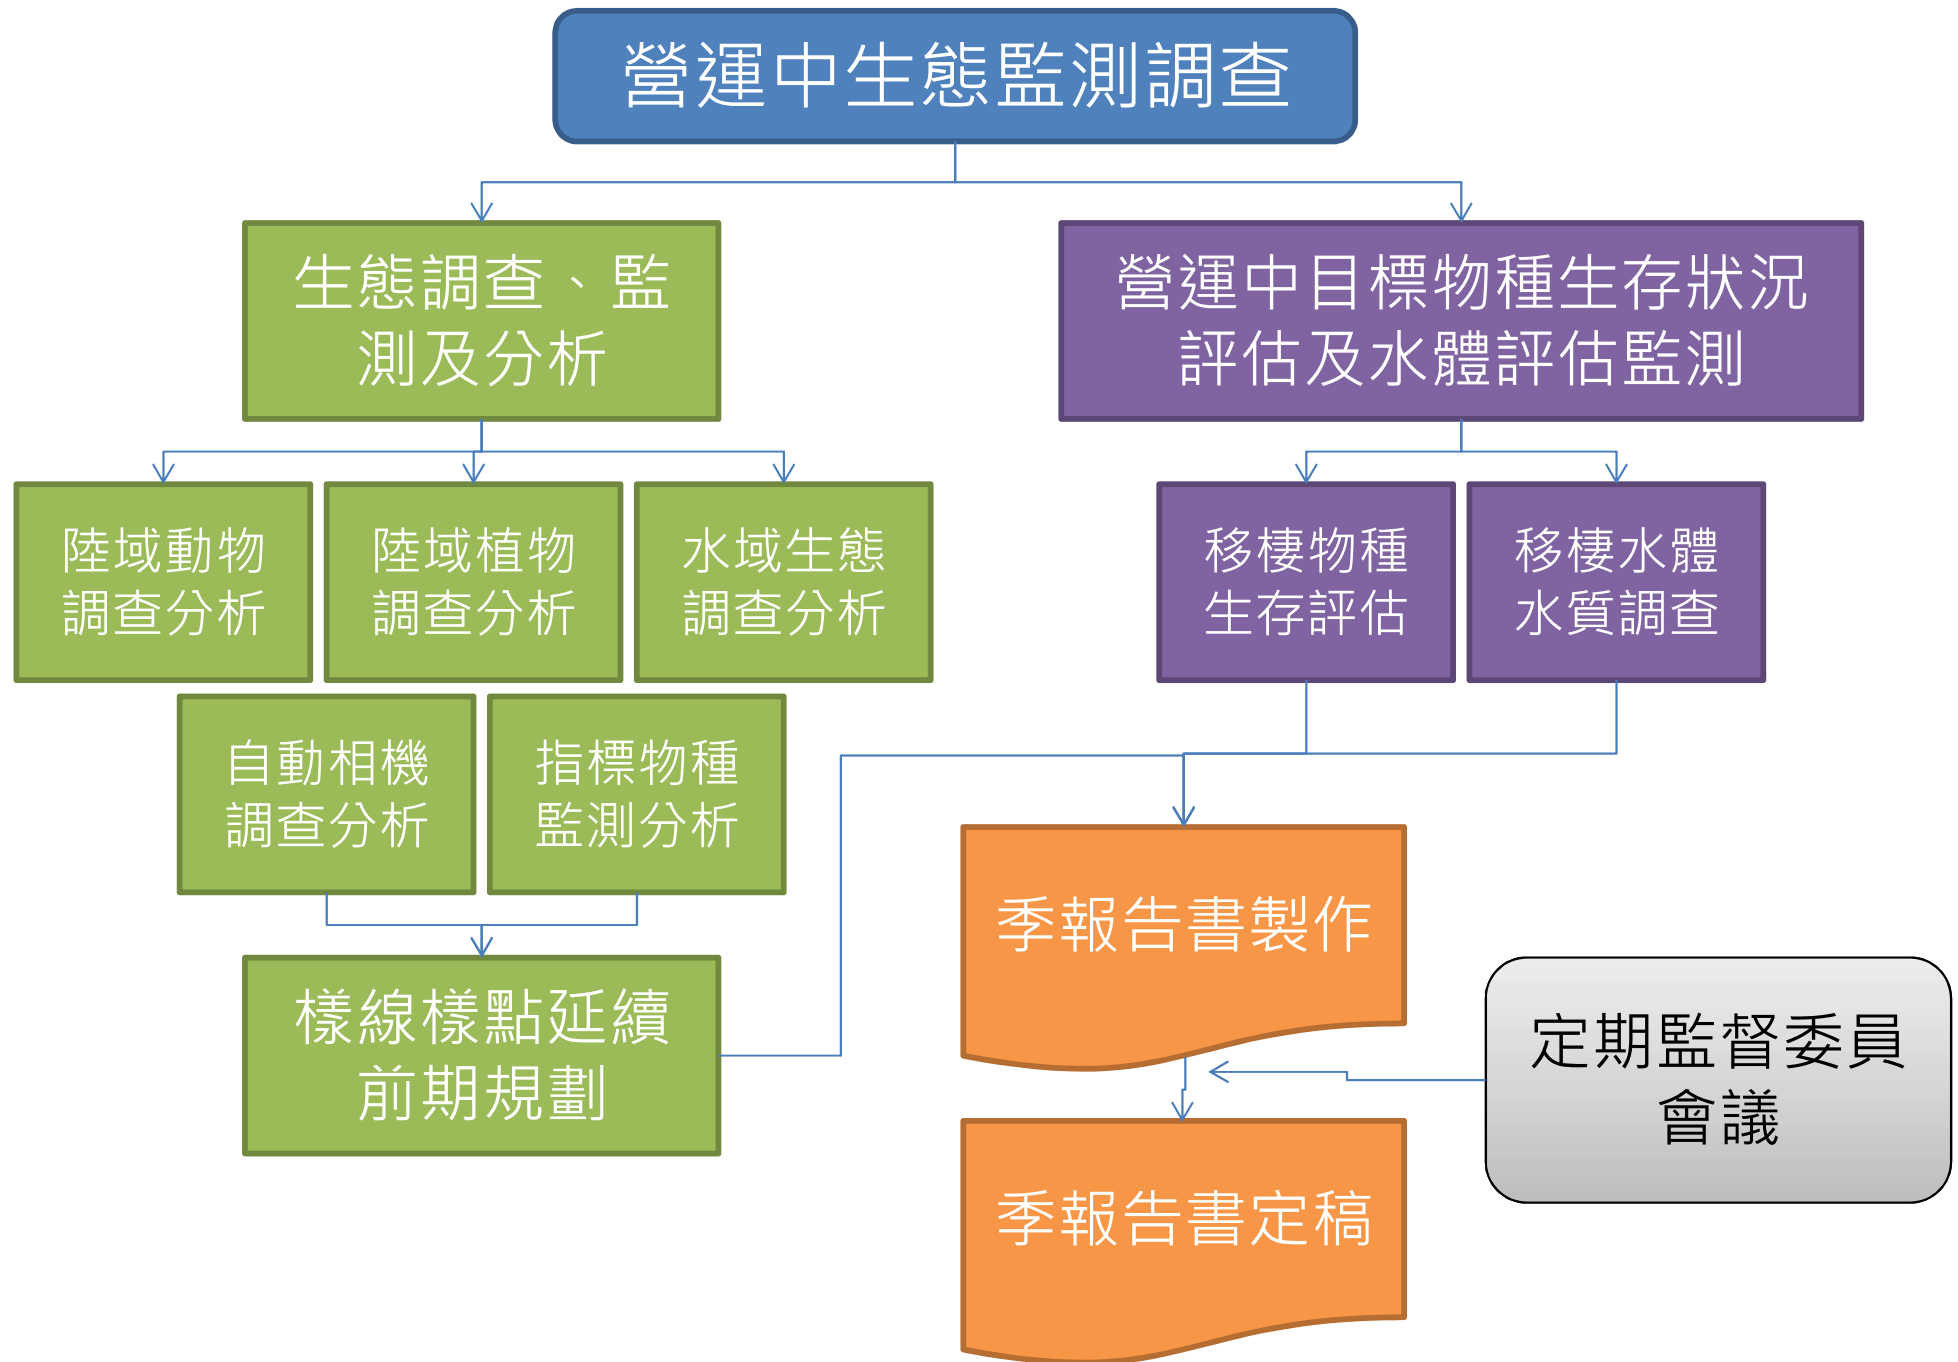 營運中生態監測調查
生態調查、監
測及分析
營運中目標物種生存狀況
評估及水體評估監測
陸域動物
調查分析
陸域植物
調查分析
水域生態
調查分析
移棲物種
生存評估
移棲水體
水質調查
自動相機
調查分析
指標物種
監測分析
季報告書製作
樣線樣點延續
前期規劃
定期監督委員
會議
季報告書定稿